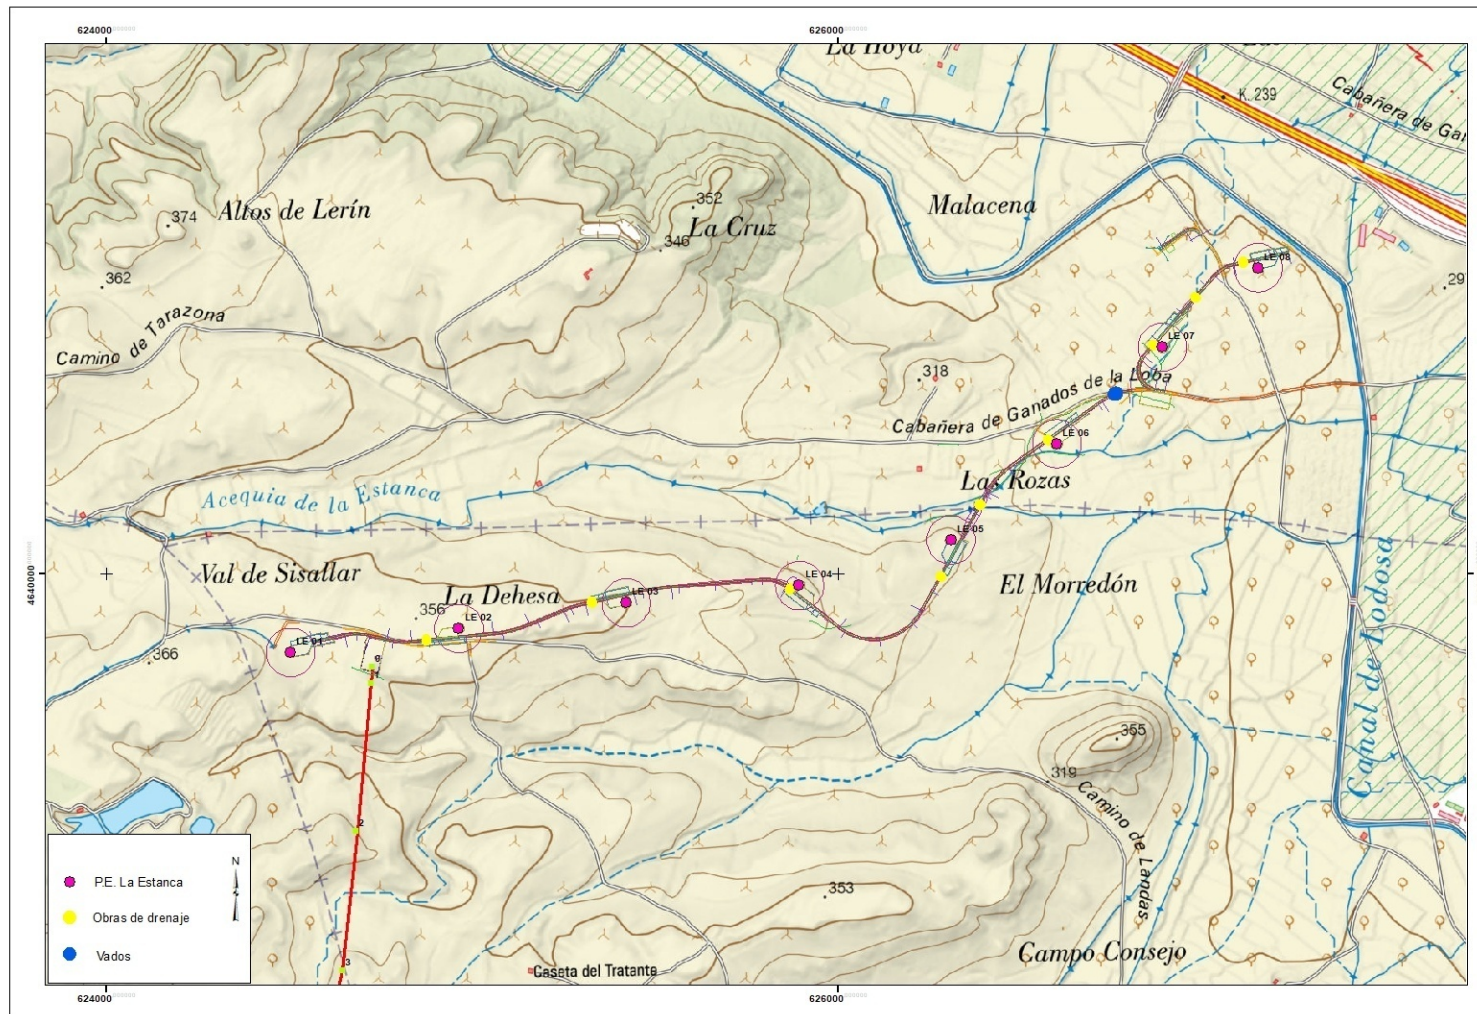 624000
626000
La Hoya
K. 239
Cabañera de Ga
374
Altos de Lerín
352
La Cruz
346
Malacena
362
LE 08
29
Camino de Tarazona
LE 07
318
Cabañera de Ganados de la Loba
LE 06
Las Rozas
Acequia de la Estanca
LE 05
4640000
Val de Sisallar
La Dehesa
LE 04
El Morredón
LE 03
356
LE 02
LE 01
366
Canal de Lodosa
355
319
Camino de Landas
2
N
P.E. La Estanca
353
Obras de drenaje
Campo Consejo
Vados
3
Caseta del Tratante
624000
626000